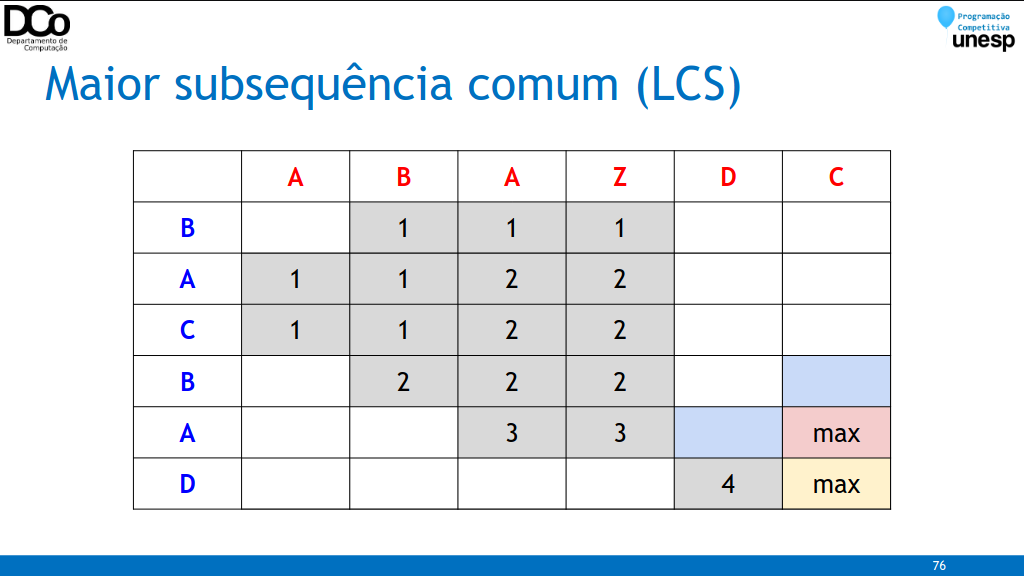 DCo
Departamento de
Computação
Programação
Competitiva
unesp
Maior subsequência comum (LCS)
A B A Z D C
B 1 1 1
A 1 1 2 2
C 1 1 2 2
B 2 2 2
A 3 3 max
D 4 max
76